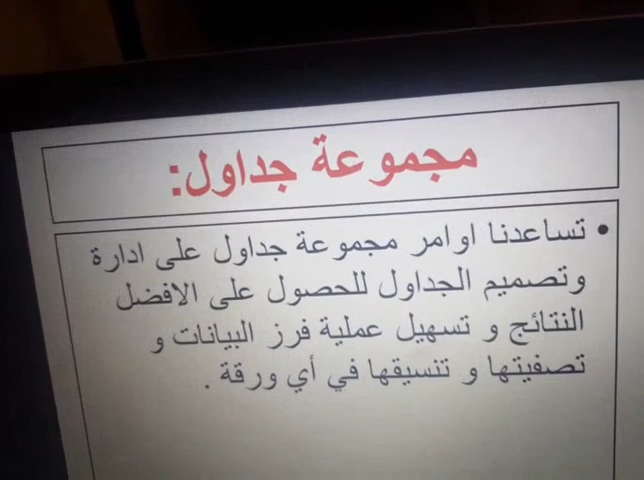 مجموعة جداول:
• تساعدنا اوامر مجموعة جداول على ادارة
وتصميم الجداول للحصول على الافضل
النتائج و تسهيل عملية فرز البيانات و
تصفيتها و تنسيقها في أي ورقة .